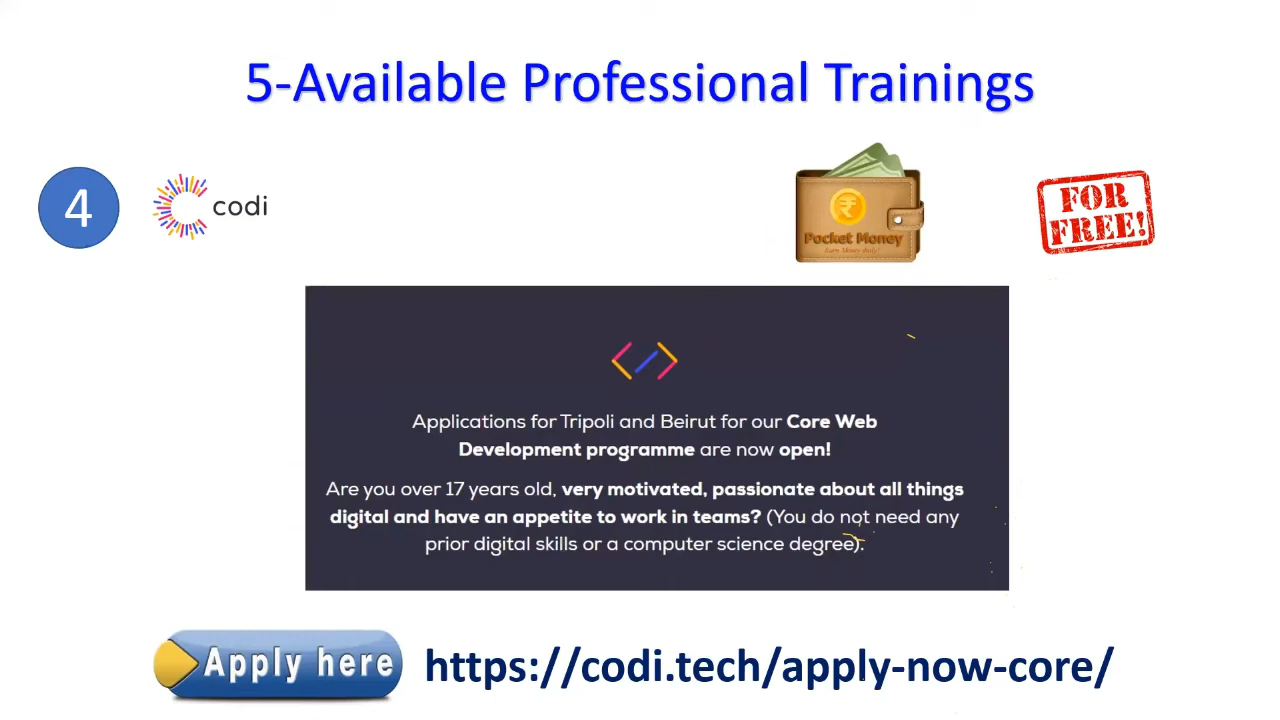 5-Available Professional Trainings
4
codi
₹
Pocket Money
Earn Money daily!
FOR
FREE!
Applications for Tripoli and Beirut for our Core Web
Development programme are now open!
Are you over 17 years old, very motivated, passionate about all things
digital and have an appetite to work in teams? (You do not need any
prior digital skills or a computer science degree).
Apply here
https://codi.tech/apply-now-core/